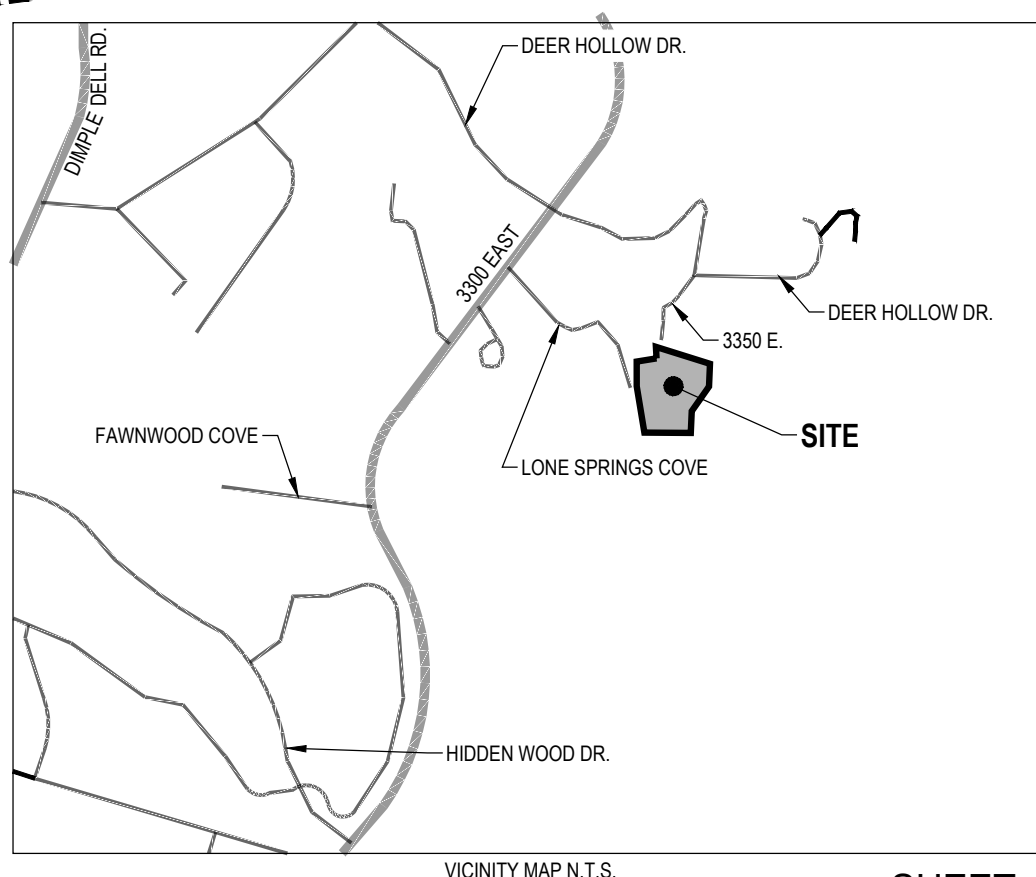 DEER HOLLOW DR.
DIMPLE DELL RD.
3300 EAST
DEER HOLLOW DR.
3350 E.
FAWNWOOD COVE
SITE
LONE SPRINGS COVE
HIDDEN WOOD DR.
VICINITY MAP N.T.S.